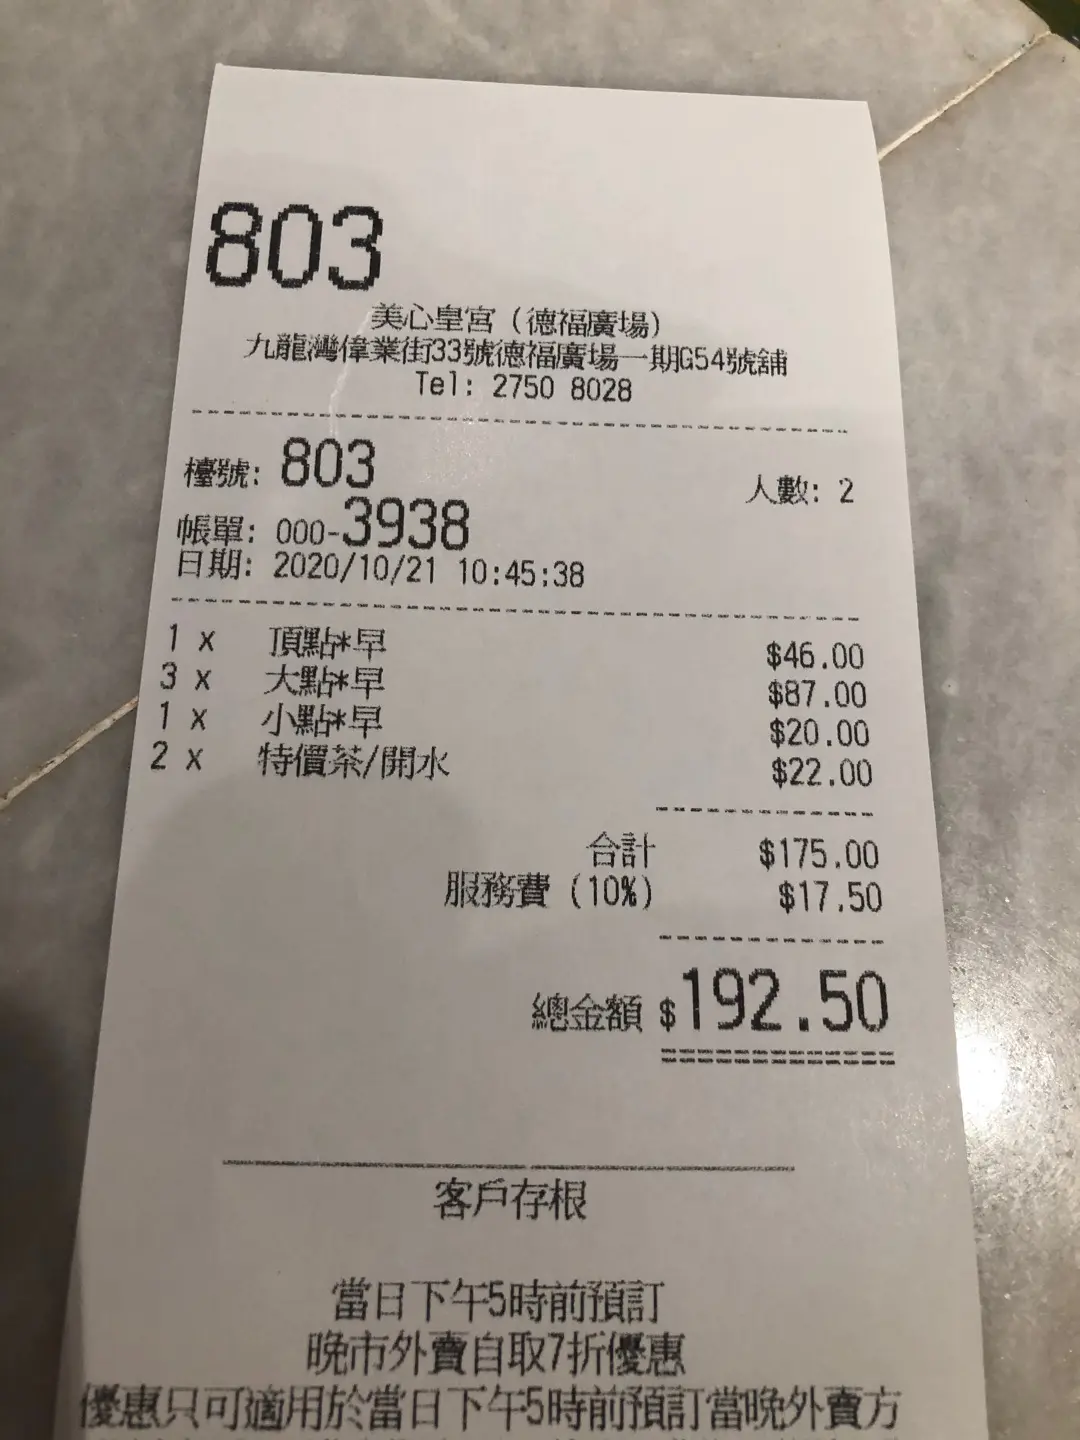 803
美心皇宮（德福廣場）
九龍灣偉業街33號德福廣場一期G54號舖
Tel: 2750 8028
檯號: 803 人數: 2
帳單: 000-3938
日期: 2020/10/21 10:45:38
1 x 頂點*早 $46.00
3 x 大點*早 $87.00
1 x 小點*早 $20.00
2 x 特價茶/開水 $22.00
合計 $175.00
服務費 (10%) $17.50
總金額 $192.50
客戶存根
當日下午5時前預訂
晚市外賣自取7折優惠
優惠只可適用於當日下午5時前預訂當晚外賣方